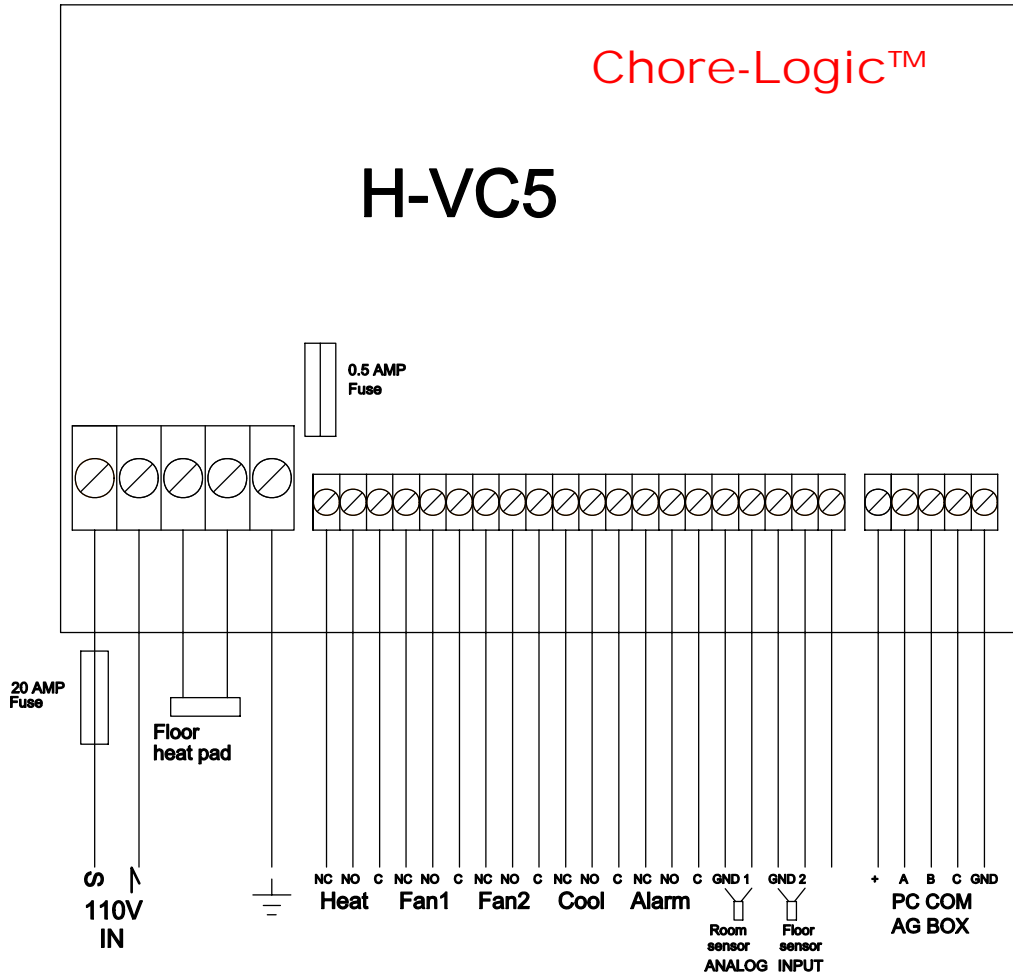 Chore-Logic™
H-VC5
0.5 AMP
Fuse
20 AMP
Fuse
Floor
heat pad
S
110V
IN
NC NO C NC NO C NC NO C NC NO C NC NO C GND 1 GND 2
Heat Fan1 Fan2 Cool Alarm
Room
sensor
Floor
sensor
ANALOG INPUT
+ A B C GND
PC COM
AG BOX